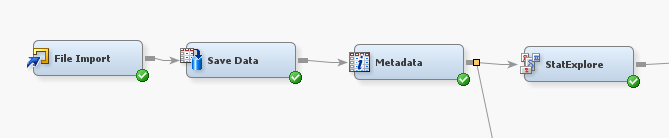 File Import
Save Data
Metadata
StatExplore